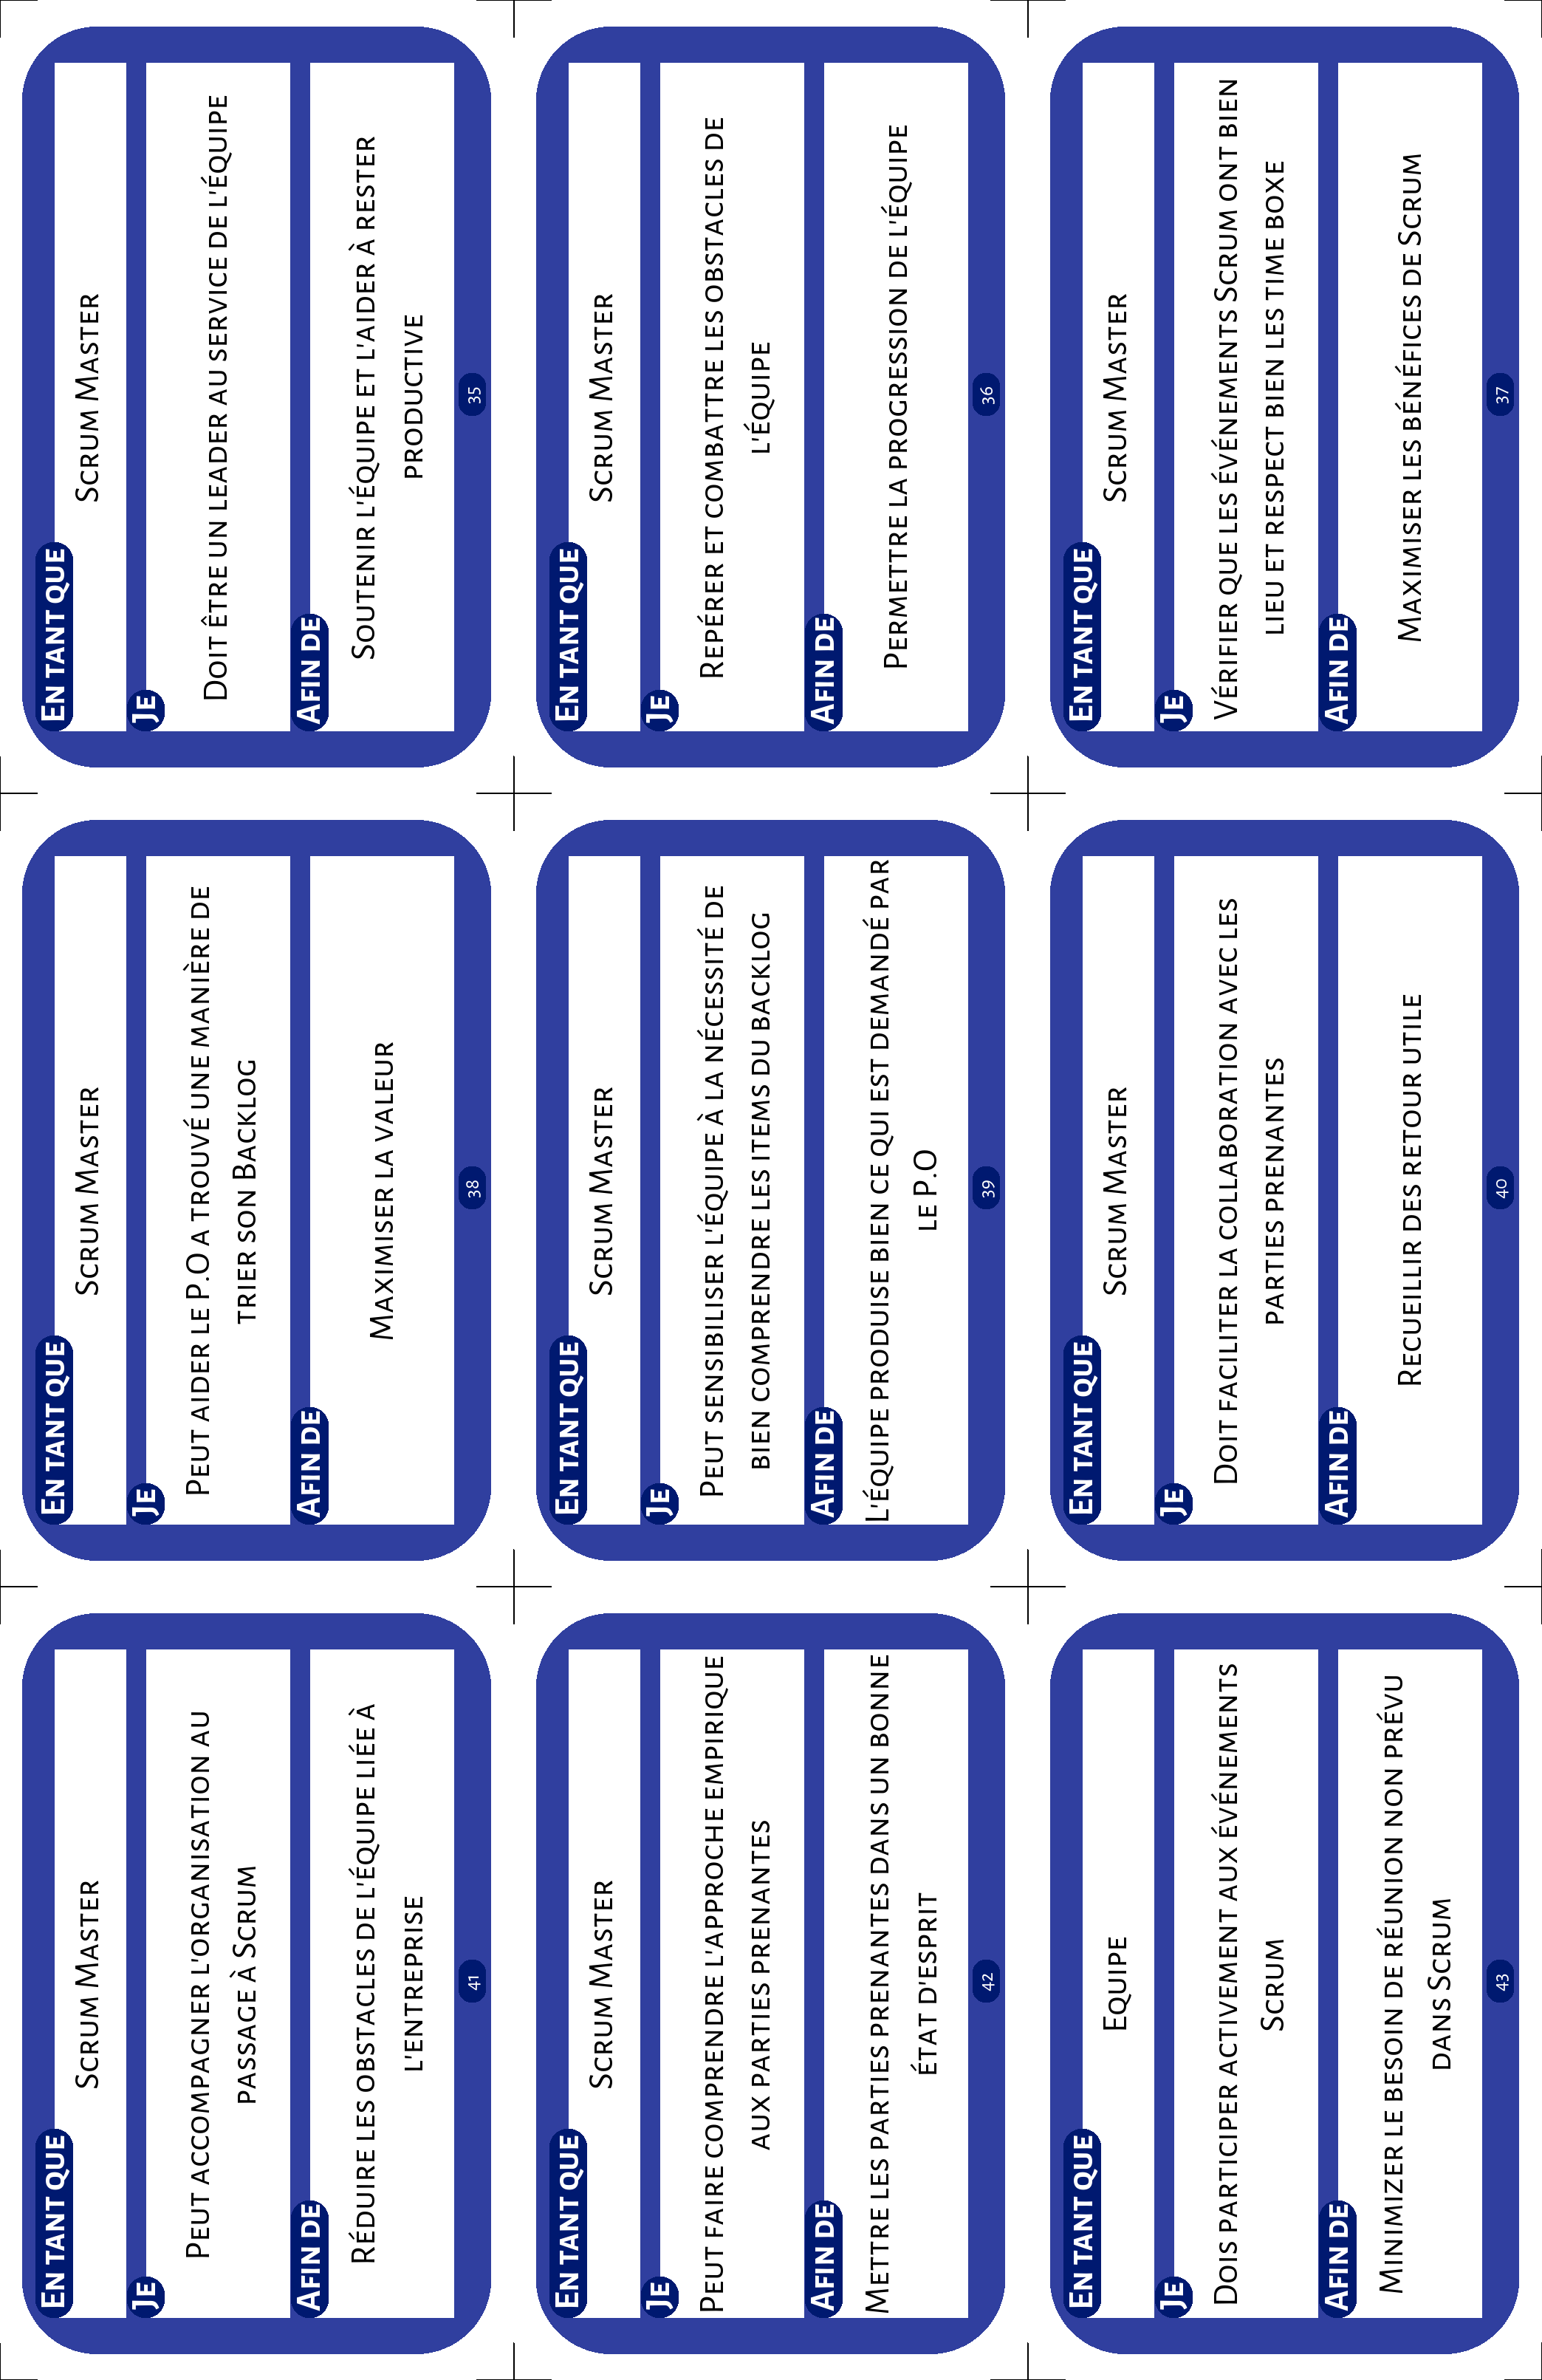 En tant que
Scrum Master
Je
Doit être un leader au service de l'équipe
Afin de
Soutenir l'équipe et l'aider à rester
productive
35
En tant que
Scrum Master
Je
Repérer et combattre les obstacles de
l'équipe
Afin de
Permettre la progression de l'équipe
36
En tant que
Scrum Master
Je
Vérifier que les événements Scrum ont bien
lieu et respect bien les time boxe
Afin de
Maximiser les bénéfices de Scrum
37
En tant que
Scrum Master
Je
Peut aider le P.O a trouvé une manière de
trier son Backlog
Afin de
Maximiser la valeur
38
En tant que
Scrum Master
Je
Peut sensibiliser l'équipe à la nécessité de
bien comprendre les items du backlog
Afin de
L'équipe produise bien ce qui est demandé par
le P.O
39
En tant que
Scrum Master
Je
Doit faciliter la collaboration avec les
parties prenantes
Afin de
Recueillir des retour utile
40
En tant que
Scrum Master
Je
Peut accompagner l'organisation au
passage à Scrum
Afin de
Réduire les obstacles de l'équipe liée à
l'entreprise
41
En tant que
Scrum Master
Je
Peut faire comprendre l'approche empirique
aux parties prenantes
Afin de
Mettre les parties prenantes dans un bonne
état d'esprit
42
En tant que
Equipe
Je
Dois participer activement aux événements
Scrum
Afin de
Minimizer le besoin de réunion non prévu
dans Scrum
43